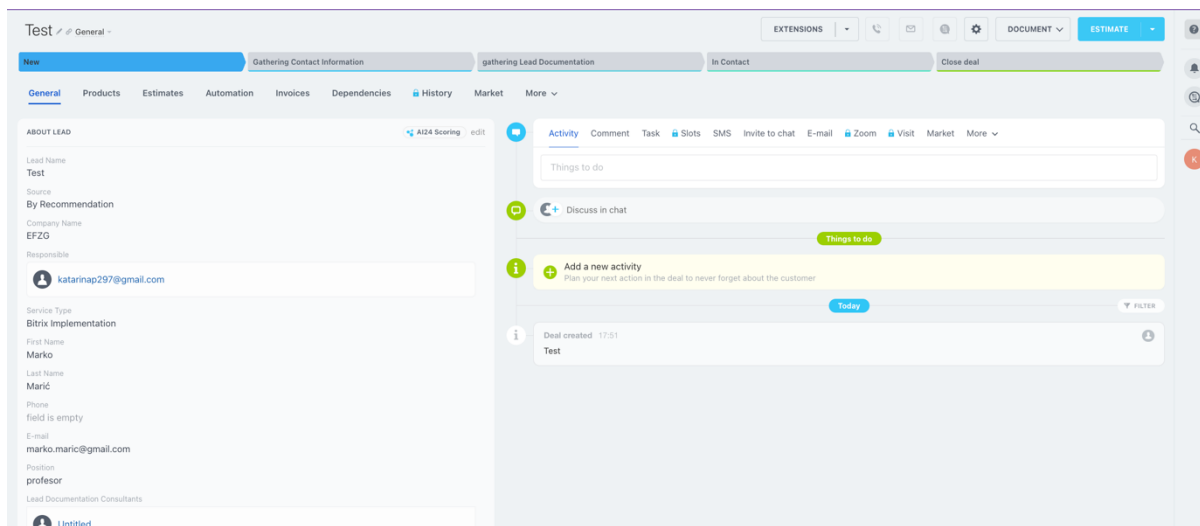 Test General
EXTENSIONS DOCUMENT ESTIMATE
New Gathering Contact Information gathering Lead Documentation In Contact Close deal
General Products Estimates Automation Invoices Dependencies History Market More
ABOUT LEAD AI24 Scoring edit
Lead Name
Test
Source
By Recommendation
Company Name
EFZG
Responsible
katarinap297@gmail.com
Service Type
Bitrix Implementation
First Name
Marko
Last Name
Marić
Phone
field is empty
E-mail
marko.maric@gmail.com
Position
profesor
Lead Documentation Consultants
Untitled
Activity Comment Task Slots SMS Invite to chat E-mail Zoom Visit Market More
Things to do
Discuss in chat
Things to do
Add a new activity
Plan your next action in the deal to never forget about the customer
Today
FILTER
Deal created 17:51
Test
K